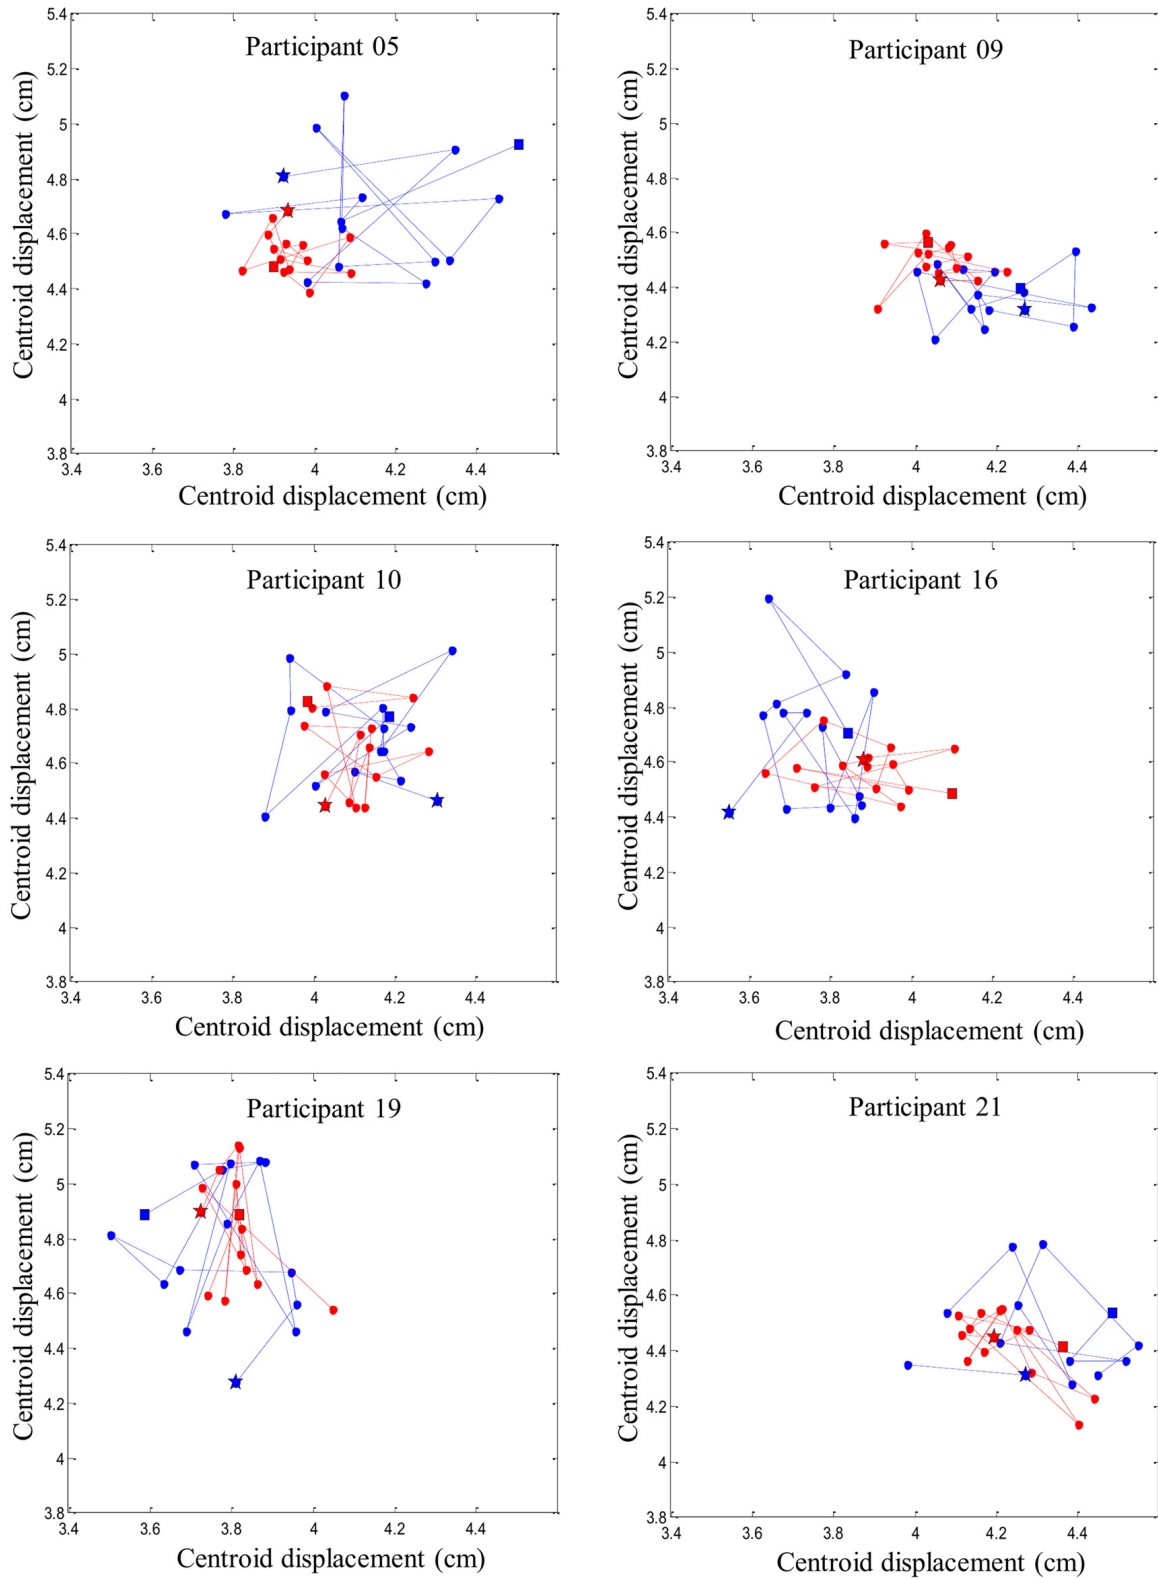 Participant 05
Centroid displacement (cm)
5.4
5.2
5
4.8
4.6
4.4
4.2
4
3.8
3.4 3.6 3.8 4 4.2 4.4
Centroid displacement (cm)
Participant 09
Centroid displacement (cm)
5.4
5.2
5
4.8
4.6
4.4
4.2
4
3.8
3.4 3.6 3.8 4 4.2 4.4
Centroid displacement (cm)
Participant 10
Centroid displacement (cm)
5.4
5.2
5
4.8
4.6
4.4
4.2
4
3.8
3.4 3.6 3.8 4 4.2 4.4
Centroid displacement (cm)
Participant 16
Centroid displacement (cm)
5.4
5.2
5
4.8
4.6
4.4
4.2
4
3.8
3.4 3.6 3.8 4 4.2 4.4
Centroid displacement (cm)
Participant 19
Centroid displacement (cm)
5.4
5.2
5
4.8
4.6
4.4
4.2
4
3.8
3.4 3.6 3.8 4 4.2 4.4
Centroid displacement (cm)
Participant 21
Centroid displacement (cm)
5.4
5.2
5
4.8
4.6
4.4
4.2
4
3.8
3.4 3.6 3.8 4 4.2 4.4
Centroid displacement (cm)